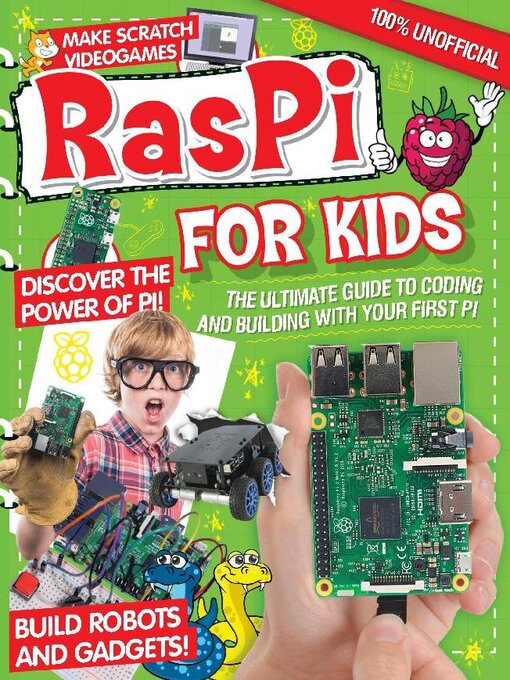 MAKE SCRATCH
VIDEOGAMES
100% UNOFFICIAL
RasPi
FOR KIDS
DISCOVER THE
POWER OF PI!
THE ULTIMATE GUIDE TO CODING
AND BUILDING WITH YOUR FIRST PI
HDMI
BUILD ROBOTS
AND GADGETS!